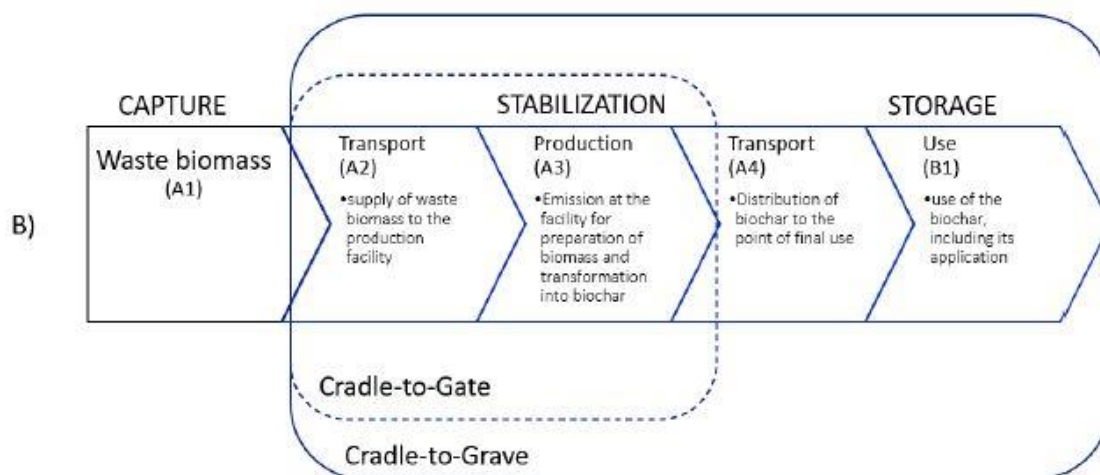 CAPTURE
STABILIZATION
STORAGE
B)
Waste biomass
(A1)
Transport
(A2)
•supply of waste
biomass to the
production
facility
Production
(A3)
•Emission at the
facility for
preparation of
biomass and
transformation
into biochar
Transport
(A4)
•Distribution of
biochar to the
point of final use
Use
(B1)
•use of the
biochar,
including its
application
Cradle-to-Gate
Cradle-to-Grave